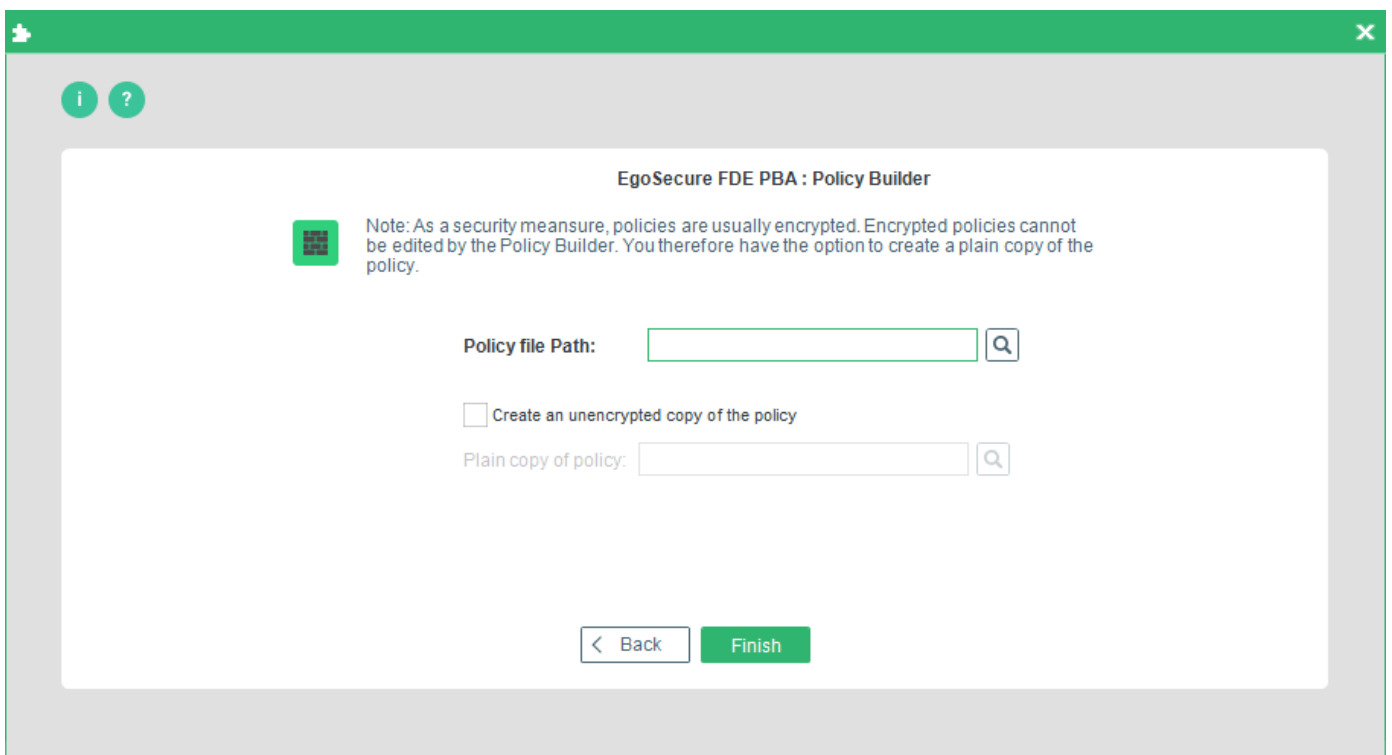 i ?
EgoSecure FDE PBA : Policy Builder
Note: As a security meansure, policies are usually encrypted. Encrypted policies cannot
be edited by the Policy Builder. You therefore have the option to create a plain copy of the
policy.
Policy file Path:
Create an unencrypted copy of the policy
Plain copy of policy:
Back Finish